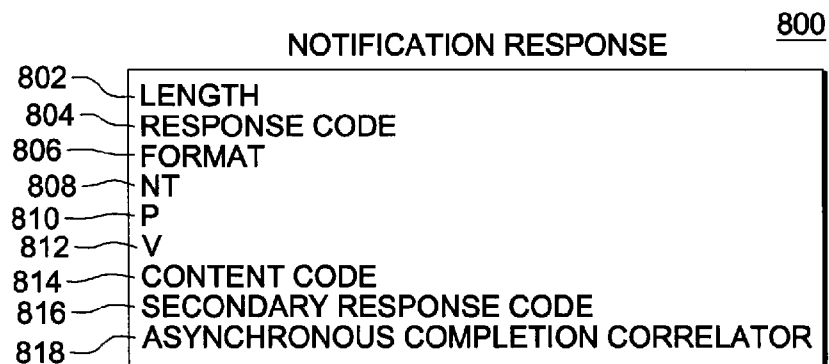 800
NOTIFICATION RESPONSE
802 LENGTH
804 RESPONSE CODE
806 FORMAT
808 NT
810 P
812 V
814 CONTENT CODE
816 SECONDARY RESPONSE CODE
818 ASYNCHRONOUS COMPLETION CORRELATOR